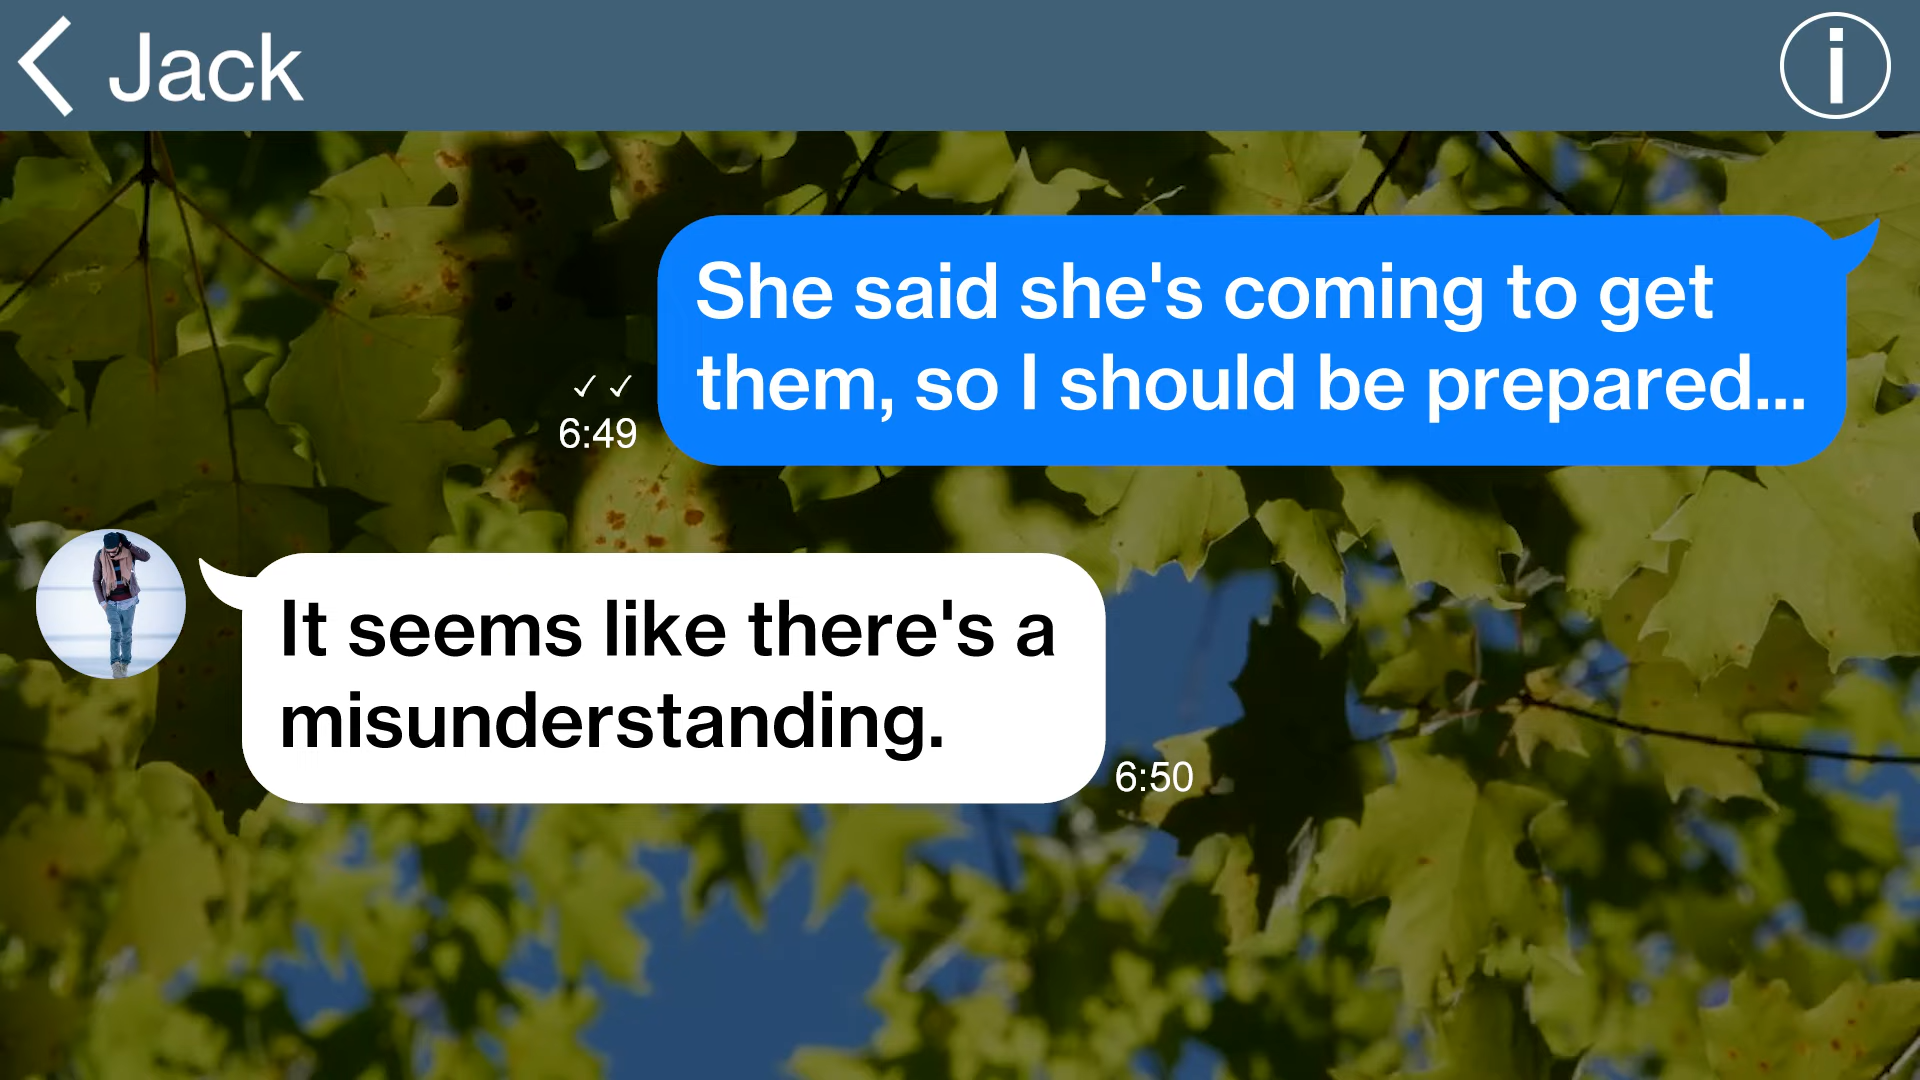 Jack
She said she's coming to get
them, so I should be prepared...
✓✓
6:49
It seems like there's a
misunderstanding.
6:50